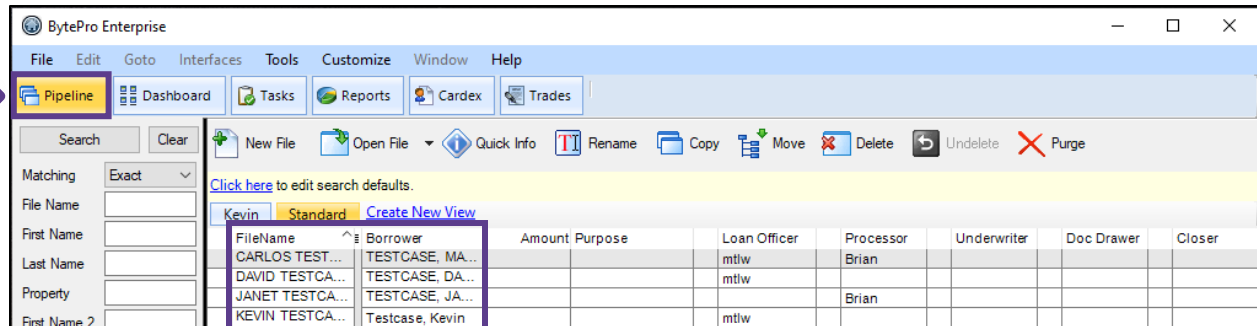 BytePro Enterprise
File Edit Goto Interfaces Tools Customize Window Help
Pipeline Dashboard Tasks Reports Cardex Trades
Search Clear New File Open File Quick Info Rename Copy Move Delete Undelete Purge
Matching Exact
Click here to edit search defaults.
File Name
Kevin Standard Create New View
First Name
FileName Borrower Amount Purpose Loan Officer Processor Underwriter Doc Drawer Closer
CARLOS TEST... TESTCASE, MA... mtlw Brian
Last Name
DAVID TESTCA... TESTCASE, DA... mtlw
Property
JANET TESTCA... TESTCASE, JA... Brian
First Name 2
KEVIN TESTCA... Testcase, Kevin mtlw